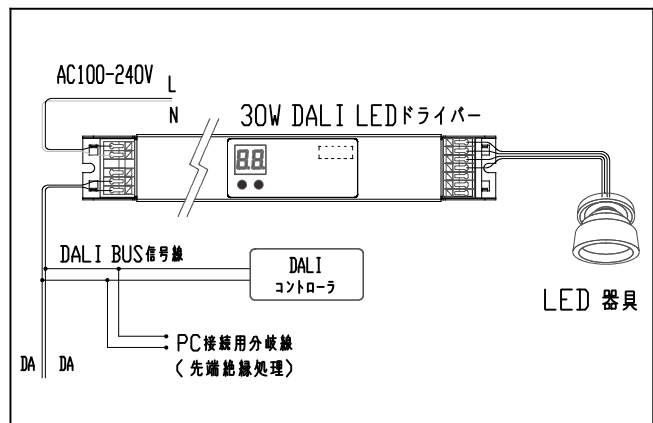 AC100-240V
L
N
30W DALI LEDドライバー
88
DALI BUS信号線
DALI
コントローラ
LED 器具
PC接続用分岐線
(先端絶縁処理)
DA DA